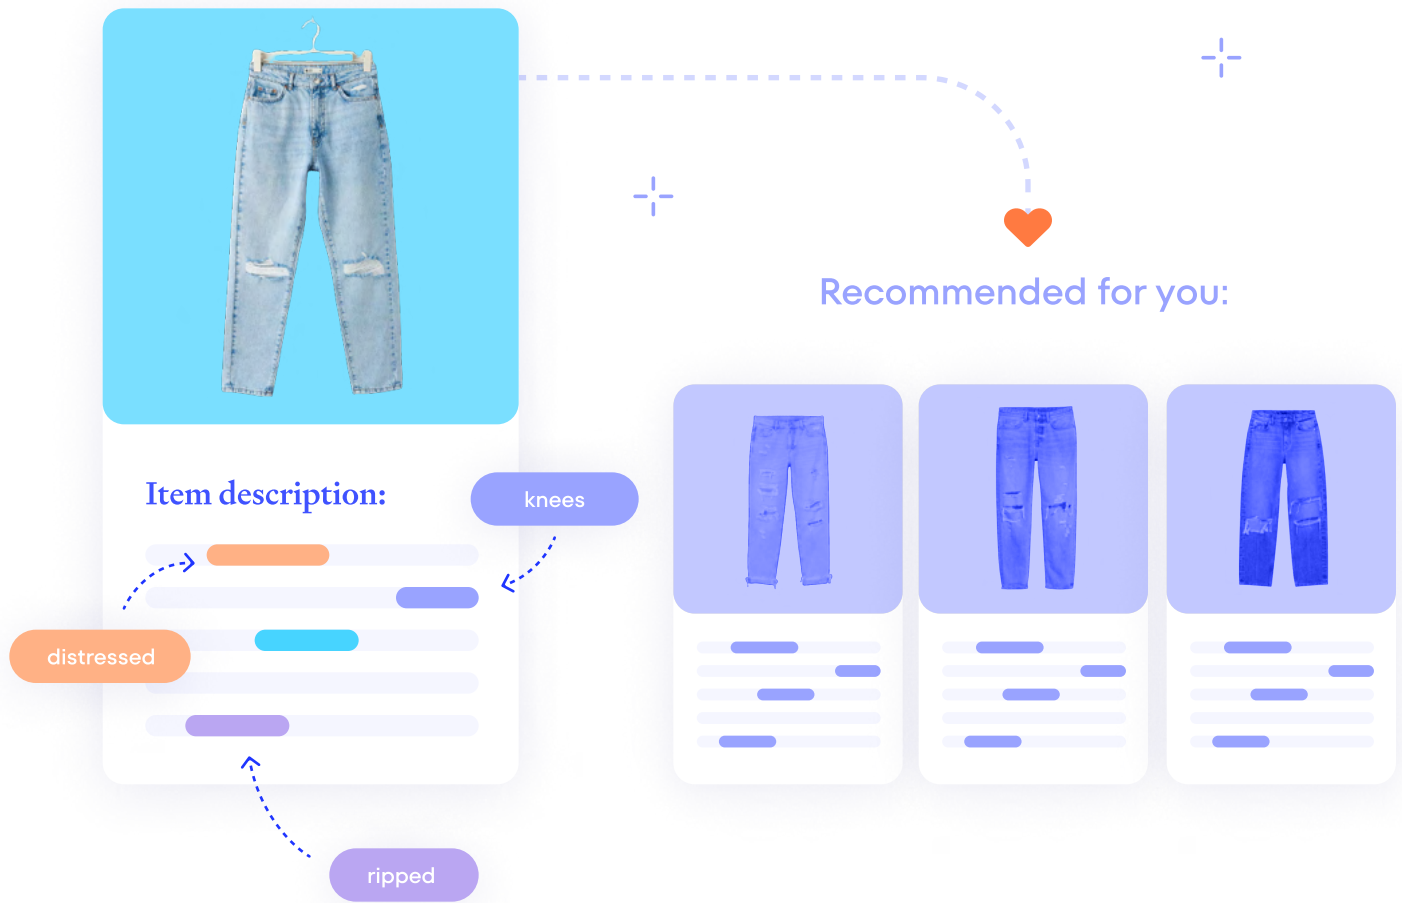 Recommended for you:
Item description:
knees
distressed
ripped